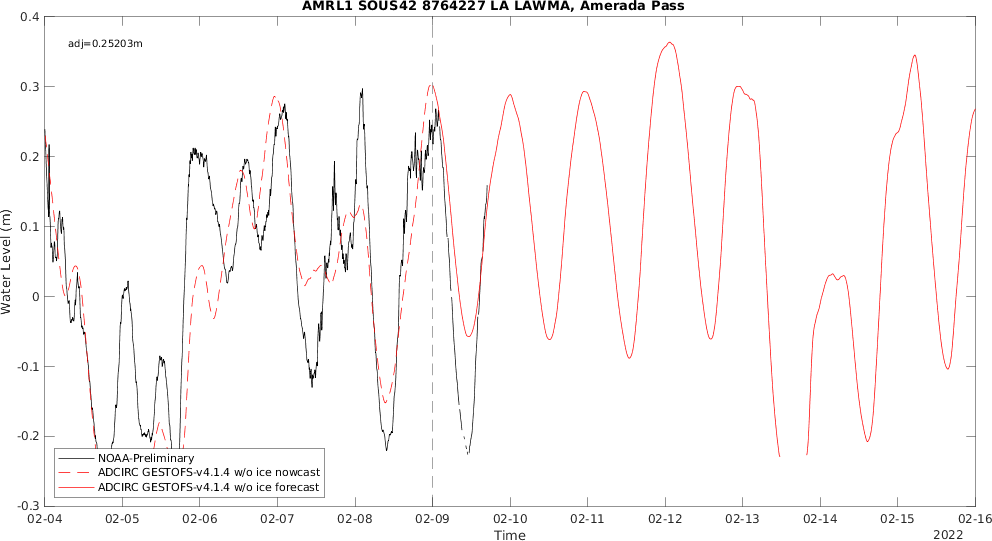 AMRL1 SOUS42 8764227 LA LAWMA, Amerada Pass
adj=0.25203m
Water Level (m)
0.4
0.3
0.2
0.1
0
-0.1
-0.2
-0.3
NOAA-Preliminary
ADCIRC GESTOFS-v4.1.4 w/o ice nowcast
ADCIRC GESTOFS-v4.1.4 w/o ice forecast
02-04 02-05 02-06 02-07 02-08 02-09 02-10 02-11 02-12 02-13 02-14 02-15 02-16
Time
2022